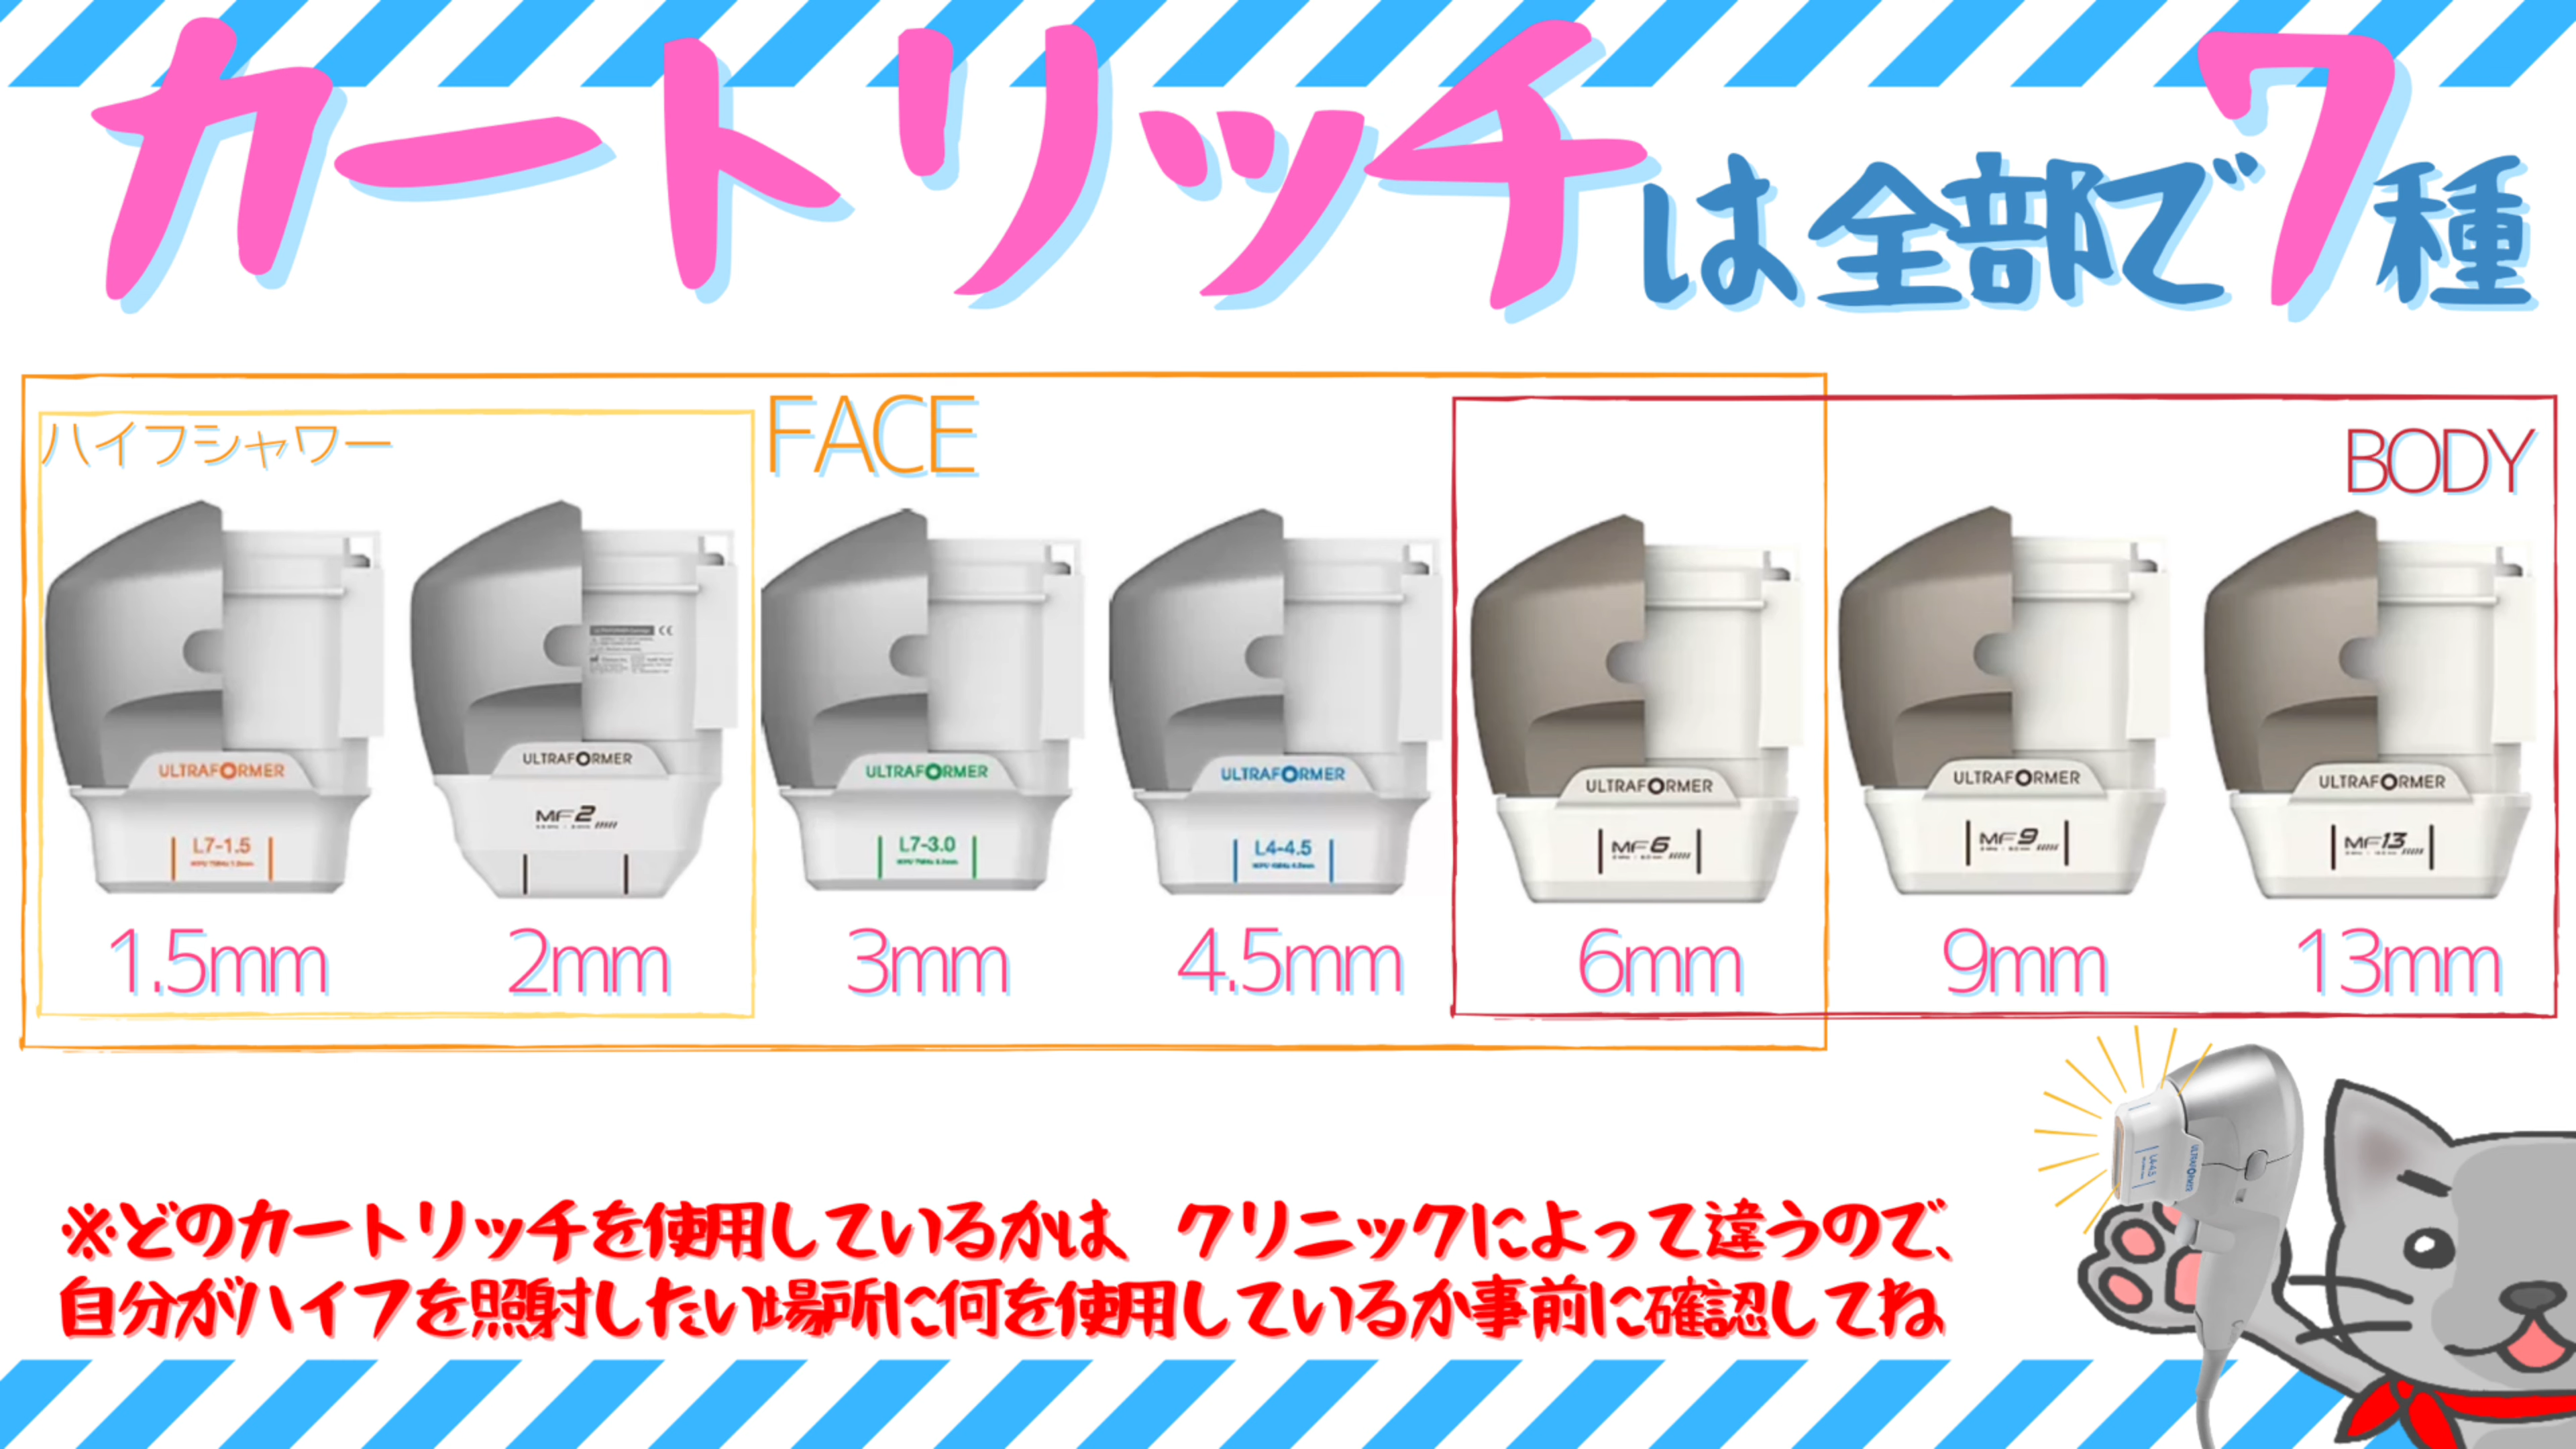 カートリッチは全部で7種
ハイフシャワー
FACE
BODY
ULTRAFORMER
L7-1.5
ULTRAFORMER
MF2
ULTRAFORMER
L7-3.0
ULTRAFORMER
L4-4.5
ULTRAFORMER
MF6
ULTRAFORMER
MF9
ULTRAFORMER
MF13
1.5mm
2mm
3mm
4.5mm
6mm
9mm
13mm
※どのカートリッチを使用しているかは、クリニックによって違うので、
自分がハイフを照射したい場所に何を使用しているか事前に確認してね
ULTRAFORMER
L4-4.5